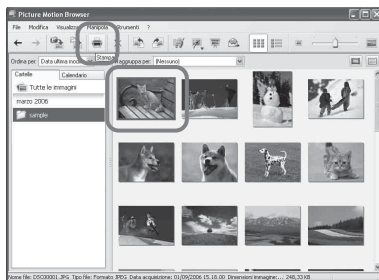 Picture Motion Browser
File Modifica Visualizza Manipola Strumenti ?
Stampa
Ordina per: Data ultima modi Raggruppa per: [Nessuno]
Cartelle Calendario
Tutte le immagini
marzo 2006
sample
Nome file: DSC00001.JPG Tipo file: Formato JPEG Data acquisizione: 01/09/2006 15.18.00 Dimensioni immagine:... 248,33 KB